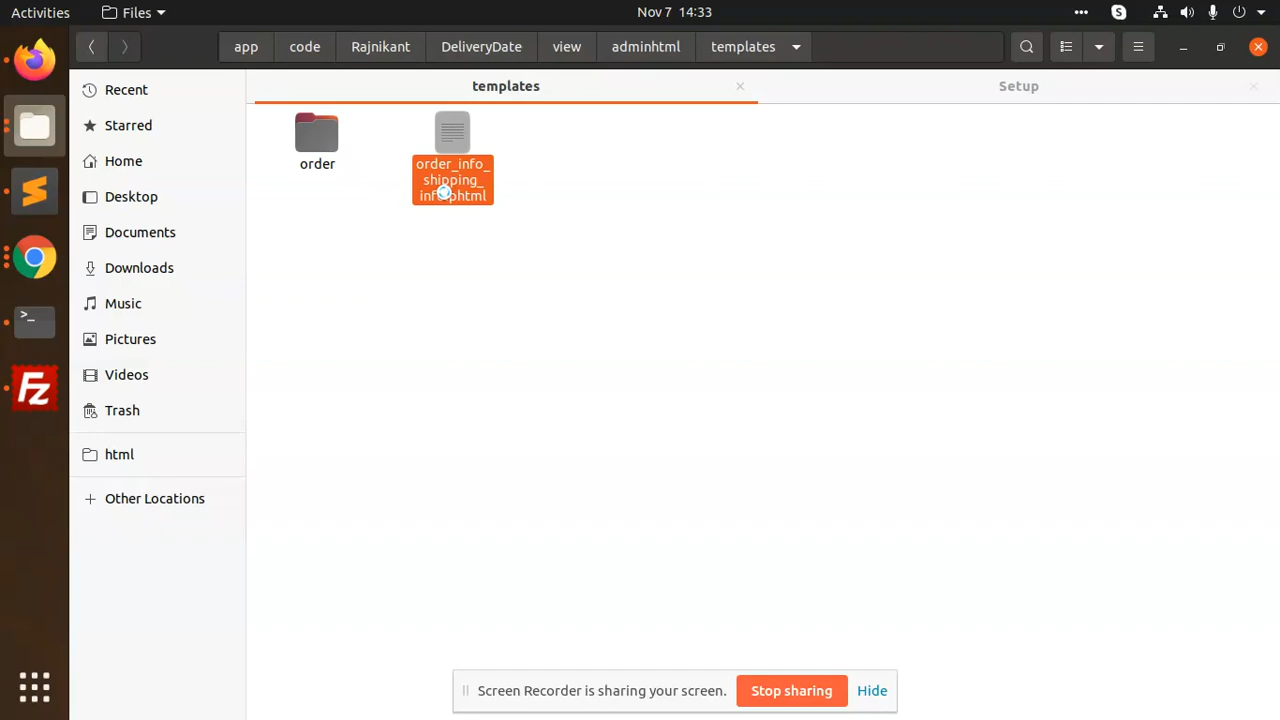 Activities
Files
Nov 7 14:33
app
code
Rajnikant
DeliveryDate
view
adminhtml
templates
templates
Setup
Recent
Starred
Home
Desktop
Documents
Downloads
Music
Pictures
Videos
Trash
html
Other Locations
order
order_info_
shipping_
info.phtml
Screen Recorder is sharing your screen.
Stop sharing
Hide